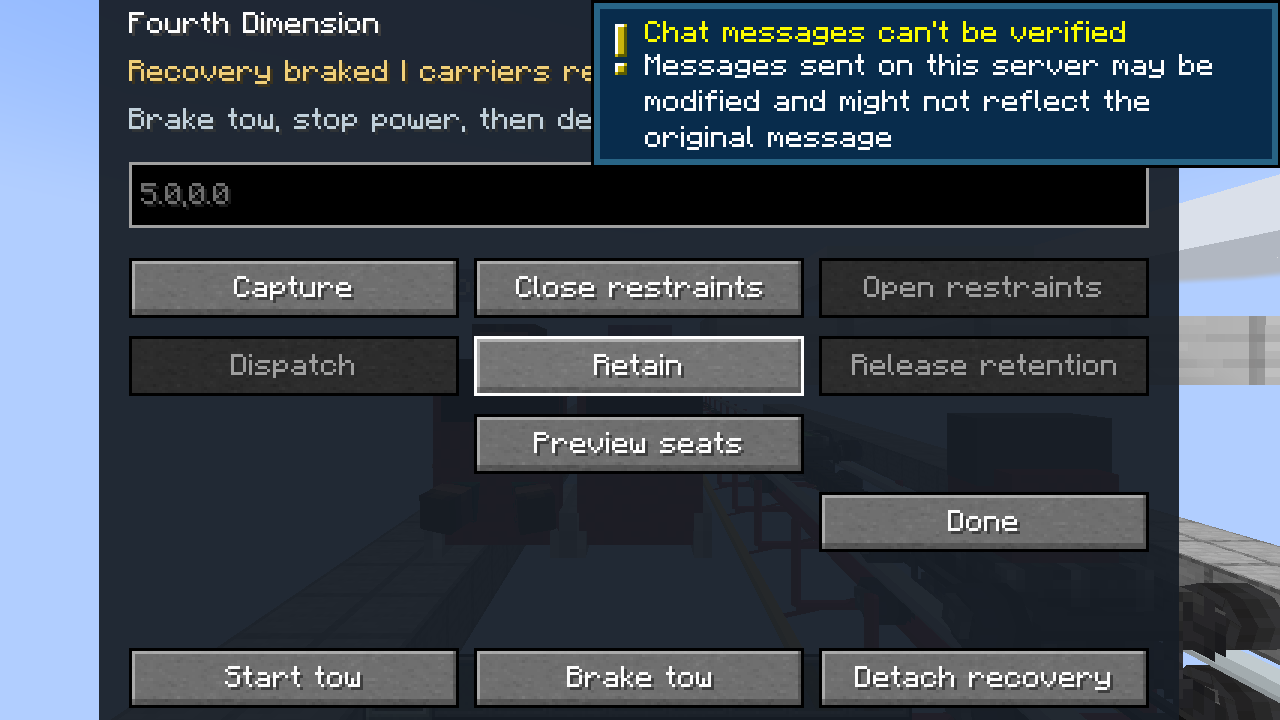 Fourth Dimension
Recovery braked | carriers re
Brake tow, stop power, then de
Chat messages can't be verified
Messages sent on this server may be
modified and might not reflect the
original message
5.0,0.0
Capture
Close restraints
Open restraints
Dispatch
Retain
Release retention
Preview seats
Done
Start tow
Brake tow
Detach recovery